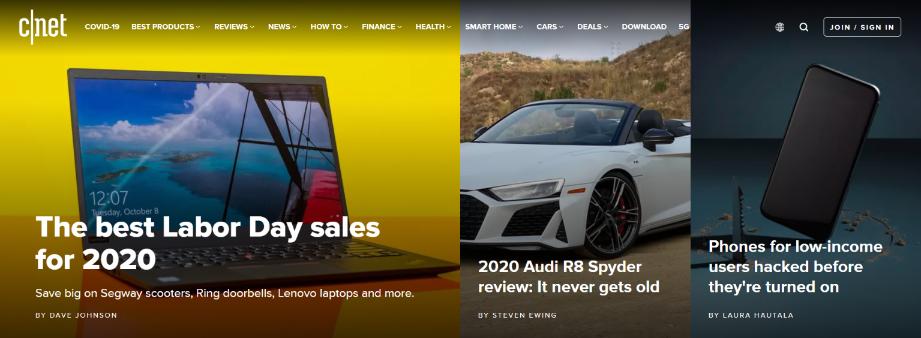 c|net COVID-19 BEST PRODUCTS REVIEWS NEWS HOW TO FINANCE HEALTH SMART HOME CARS DEALS DOWNLOAD 5G JOIN / SIGN IN
12:07
Tuesday, October 8
The best Labor Day sales
for 2020
Save big on Segway scooters, Ring doorbells, Lenovo laptops and more.
BY DAVE JOHNSON
2020 Audi R8 Spyder
review: It never gets old
BY STEVEN EWING
Phones for low-income
users hacked before
they're turned on
BY LAURA HAUTALA